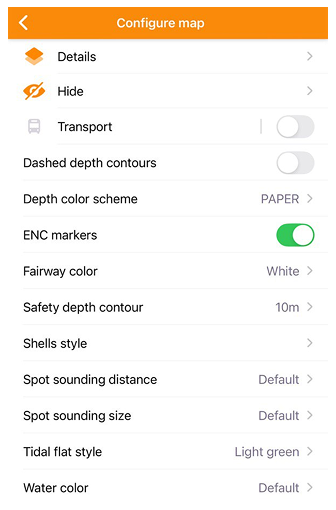 Configure map
Details
Hide
Transport
Dashed depth contours
Depth color scheme PAPER
ENC markers
Fairway color White
Safety depth contour 10m
Shells style
Spot sounding distance Default
Spot sounding size Default
Tidal flat style Light green
Water color Default